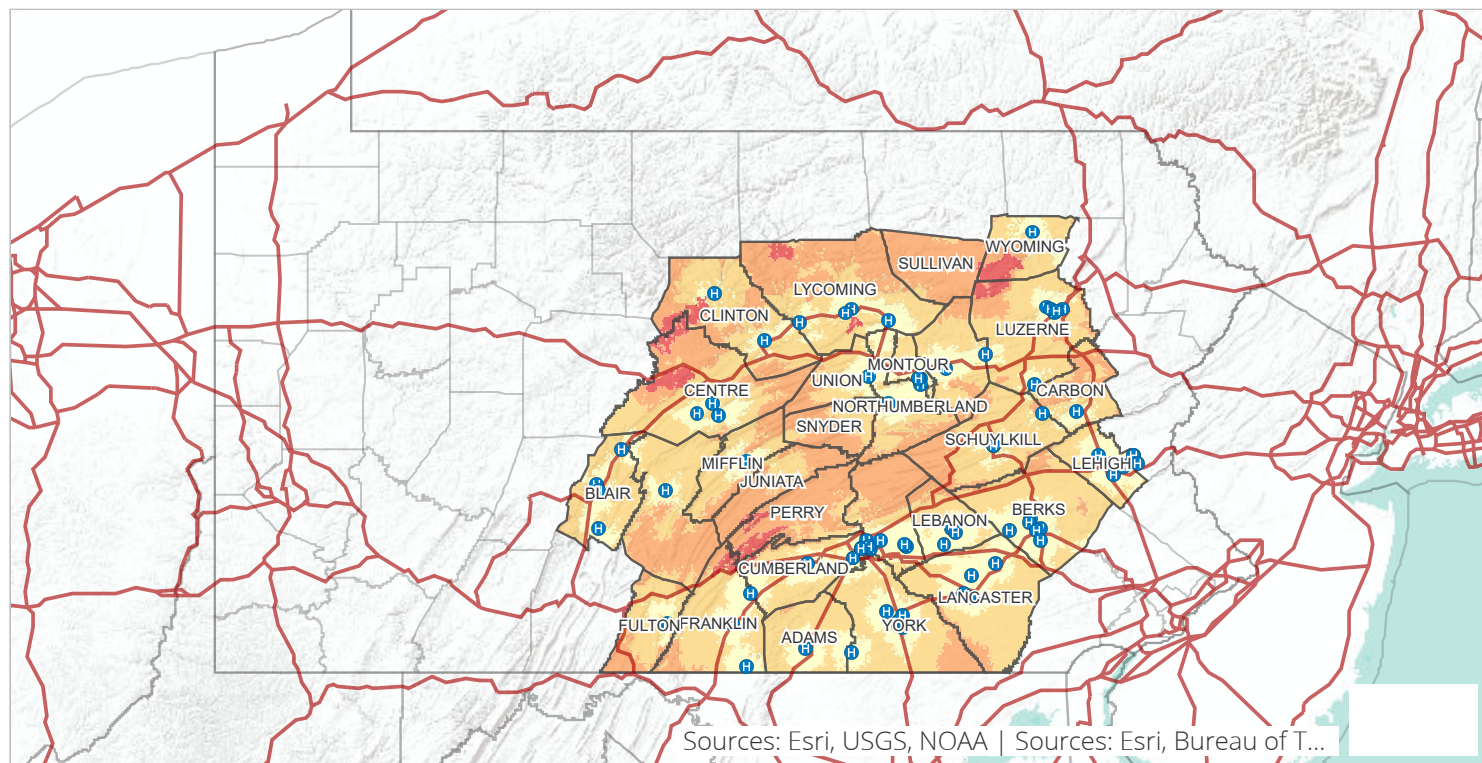 WYOMING
SULLIVAN
LYCOMING
CLINTON
LUZERNE
MONTOUR
UNION
CENTRE
CARBON
NORTHUMBERLAND
SNYDER
SCHUYLKILL
MIFFLIN
LEHIGH
JUNIATA
BLAIR
PERRY
BERKS
LEBANON
CUMBERLAND
LANCASTER
FULTON
FRANKLIN
YORK
ADAMS
Sources: Esri, USGS, NOAA | Sources: Esri, Bureau of T...